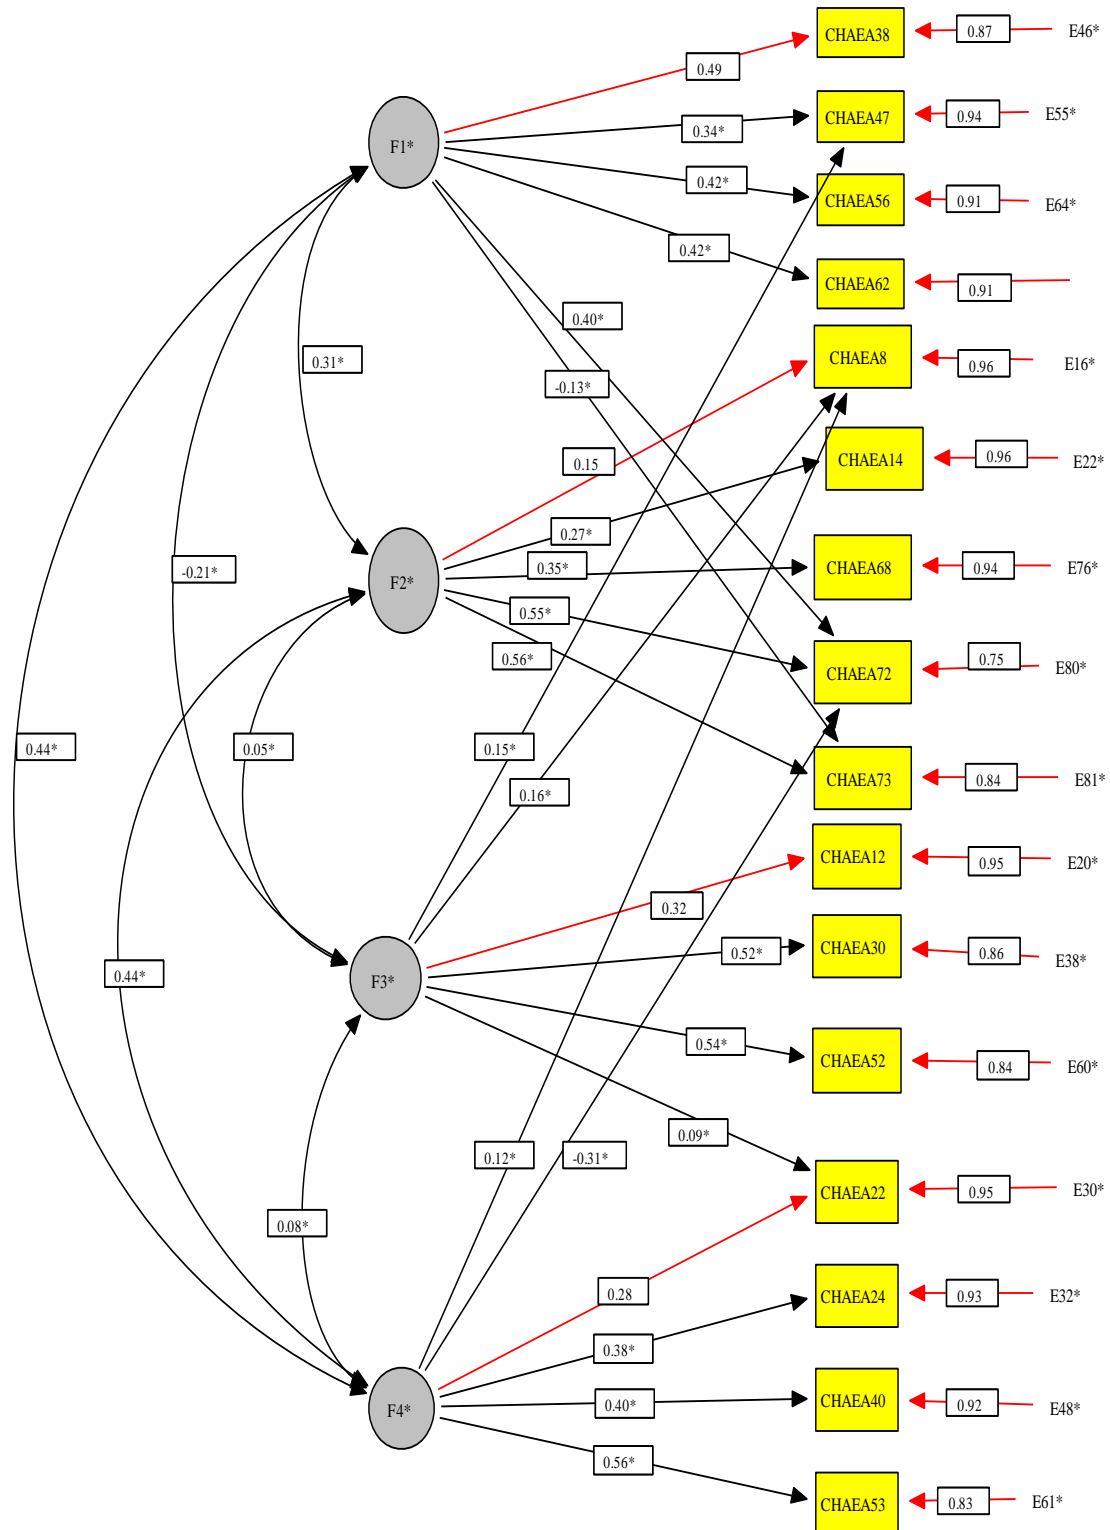 CHAEA38
0.87
E46*
0.49
CHAEA47
0.94
E55*
F1*
0.34*
0.42*
CHAEA56
0.91
E64*
0.42*
CHAEA62
0.91
0.40*
0.31*
CHAEA8
0.96
E16*
-0.13*
0.15
CHAEA14
0.96
E22*
0.27*
0.35*
CHAEA68
0.94
E76*
-0.21*
F2*
0.55*
0.56*
CHAEA72
0.75
E80*
0.44*
0.05*
0.15*
0.16*
CHAEA73
0.84
E81*
CHAEA12
0.95
E20*
0.32
0.52*
CHAEA30
0.86
E38*
0.44*
F3*
0.54*
CHAEA52
0.84
E60*
0.09*
0.12*
-0.31*
CHAEA22
0.95
E30*
0.08*
0.28
CHAEA24
0.93
E32*
0.38*
F4*
0.40*
CHAEA40
0.92
E48*
0.56*
CHAEA53
0.83
E61*